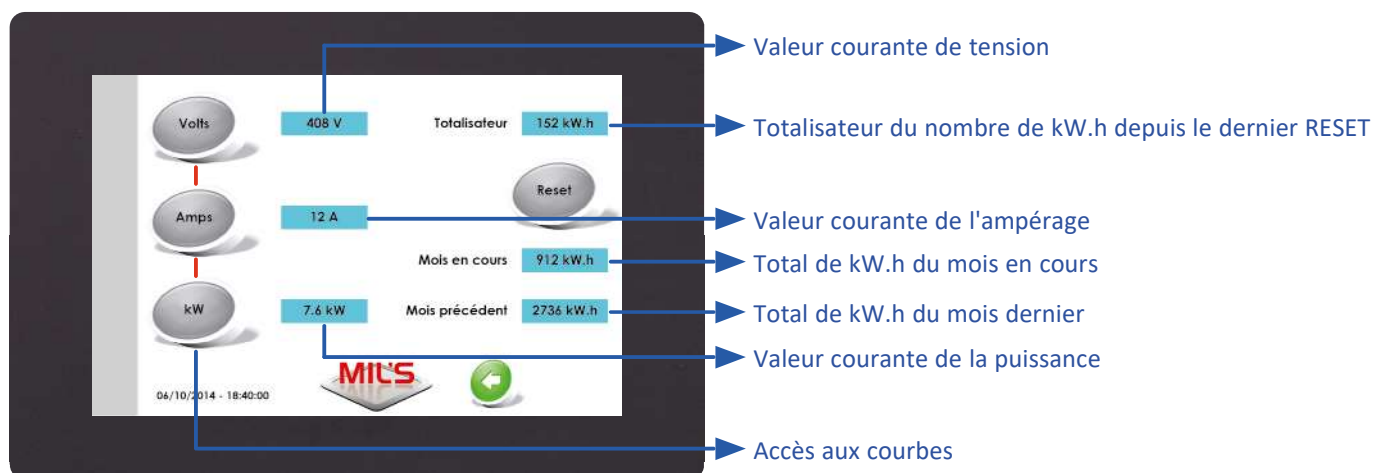 Valeur courante de tension
Volts
408 V
Totalisateur
152 kW.h
Totalisateur du nombre de kW.h depuis le dernier RESET
Reset
Amps
12 A
Valeur courante de l'ampérage
Mois en cours
912 kW.h
Total de kW.h du mois en cours
kW
7.6 kW
Mois précédent
2736 kW.h
Total de kW.h du mois dernier
Valeur courante de la puissance
MIL'S
06/10/2014 - 18:40:00
Accès aux courbes